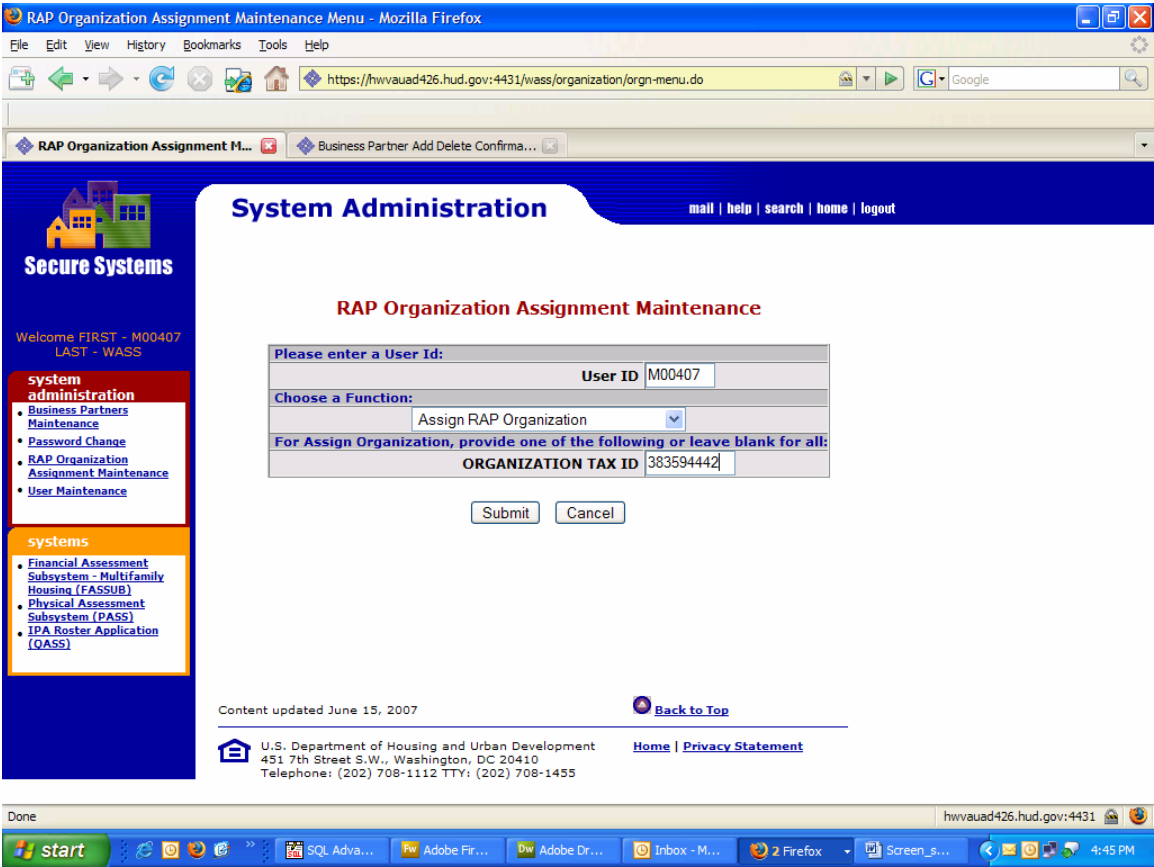 RAP Organization Assignment Maintenance Menu - Mozilla Firefox
File Edit View History Bookmarks Tools Help
https://hwvauad426.hud.gov:4431/wass/organization/orgn-menu.do
G Google
RAP Organization Assignment M...
Business Partner Add Delete Confirma...
Secure Systems
System Administration
mail | help | search | home | logout
Welcome FIRST - M00407
LAST - WASS
system
administration
Business Partners
Maintenance
Password Change
RAP Organization
Assignment Maintenance
User Maintenance
systems
Financial Assessment
Subsystem - Multifamily
Housing (FASSUB)
Physical Assessment
Subsystem (PASS)
IPA Roster Application
(QASS)
RAP Organization Assignment Maintenance
Please enter a User Id:
User ID M00407
Choose a Function:
Assign RAP Organization
For Assign Organization, provide one of the following or leave blank for all:
ORGANIZATION TAX ID 383594442
Submit Cancel
Content updated June 15, 2007
Back to Top
U.S. Department of Housing and Urban Development
451 7th Street S.W., Washington, DC 20410
Telephone: (202) 708-1112 TTY: (202) 708-1455
Home | Privacy Statement
Done
hwvauad426.hud.gov:4431
start
SQL Adva...
Fw Adobe Fir...
Dw Adobe Dr...
Inbox - M...
2 Firefox
Screen_s...
4:45 PM